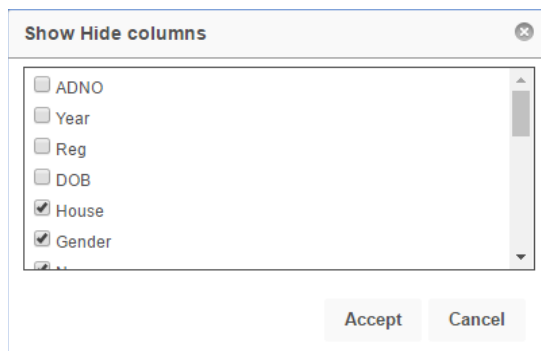 Show Hide columns
ADNO
Year
Reg
DOB
House
Gender
Accept Cancel